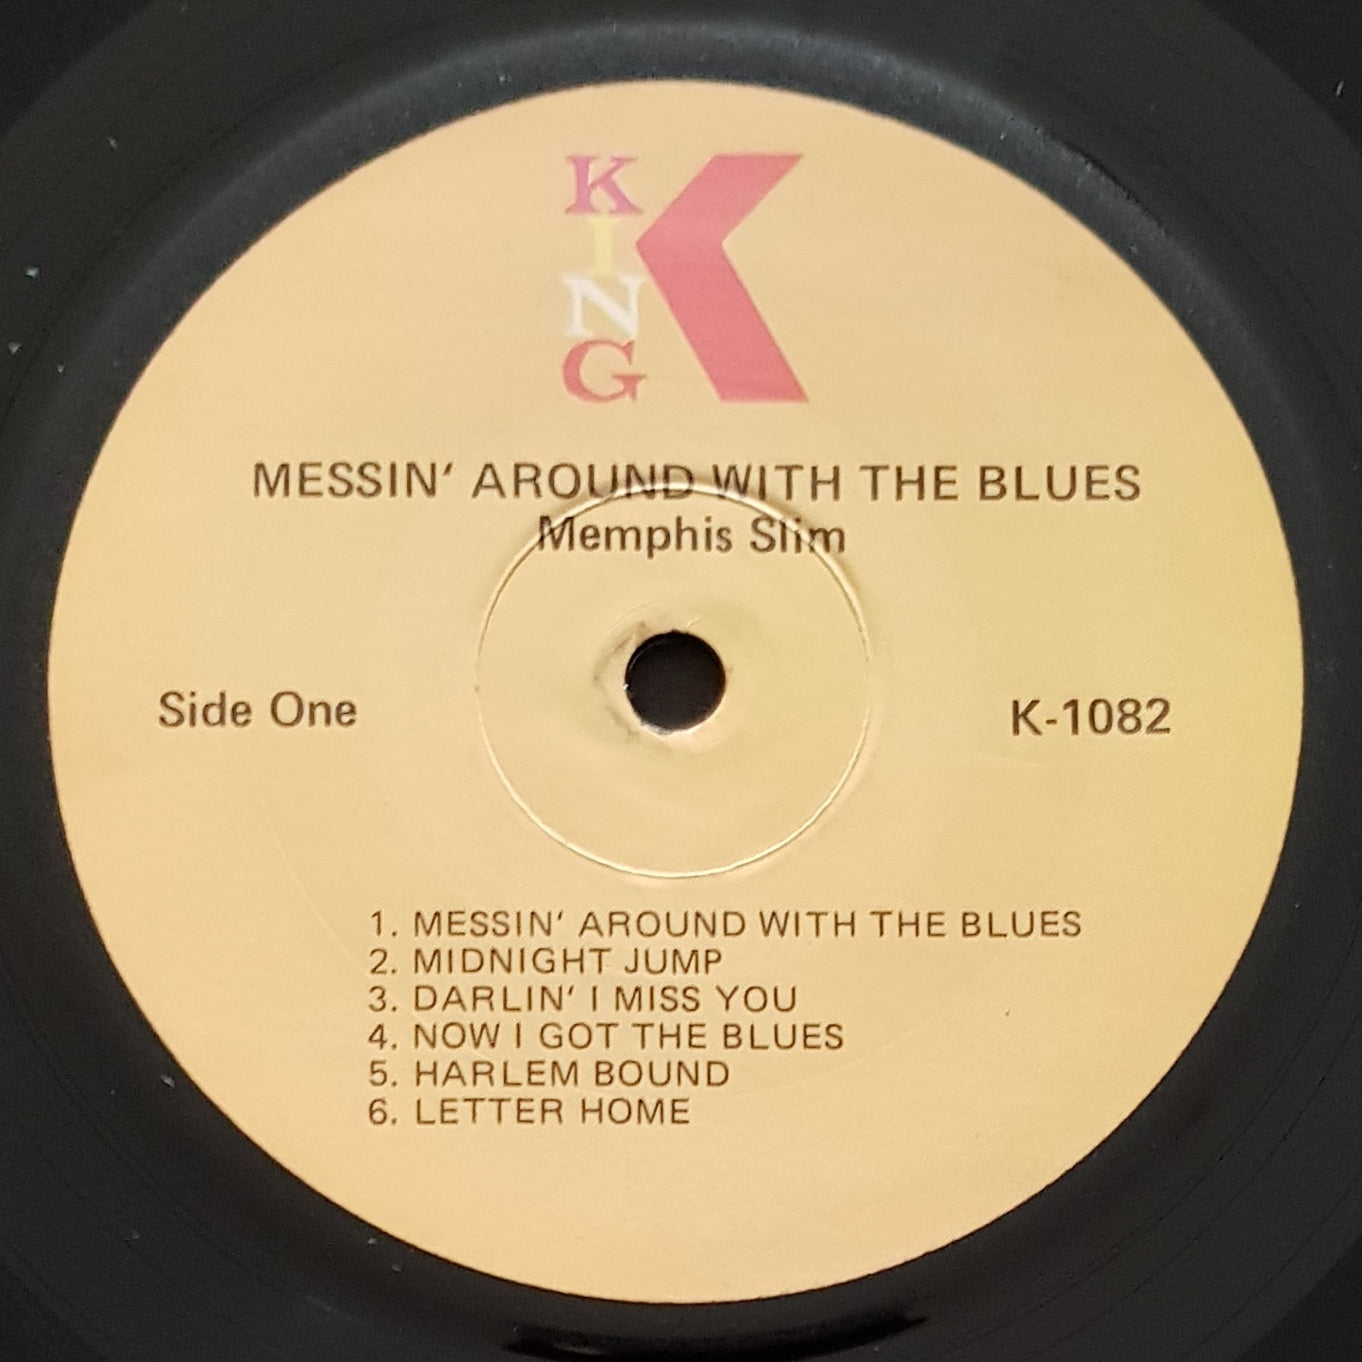 KING
MESSIN' AROUND WITH THE BLUES
Memphis Slim
Side One
K-1082
1. MESSIN' AROUND WITH THE BLUES
2. MIDNIGHT JUMP
3. DARLIN' I MISS YOU
4. NOW I GOT THE BLUES
5. HARLEM BOUND
6. LETTER HOME